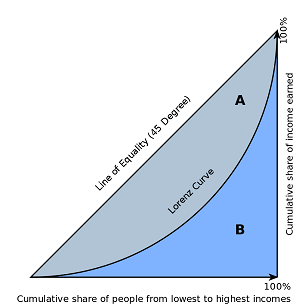 100%
Cumulative share of income earned
A
Line of Equality (45 Degree)
Lorenz Curve
B
100%
Cumulative share of people from lowest to highest incomes